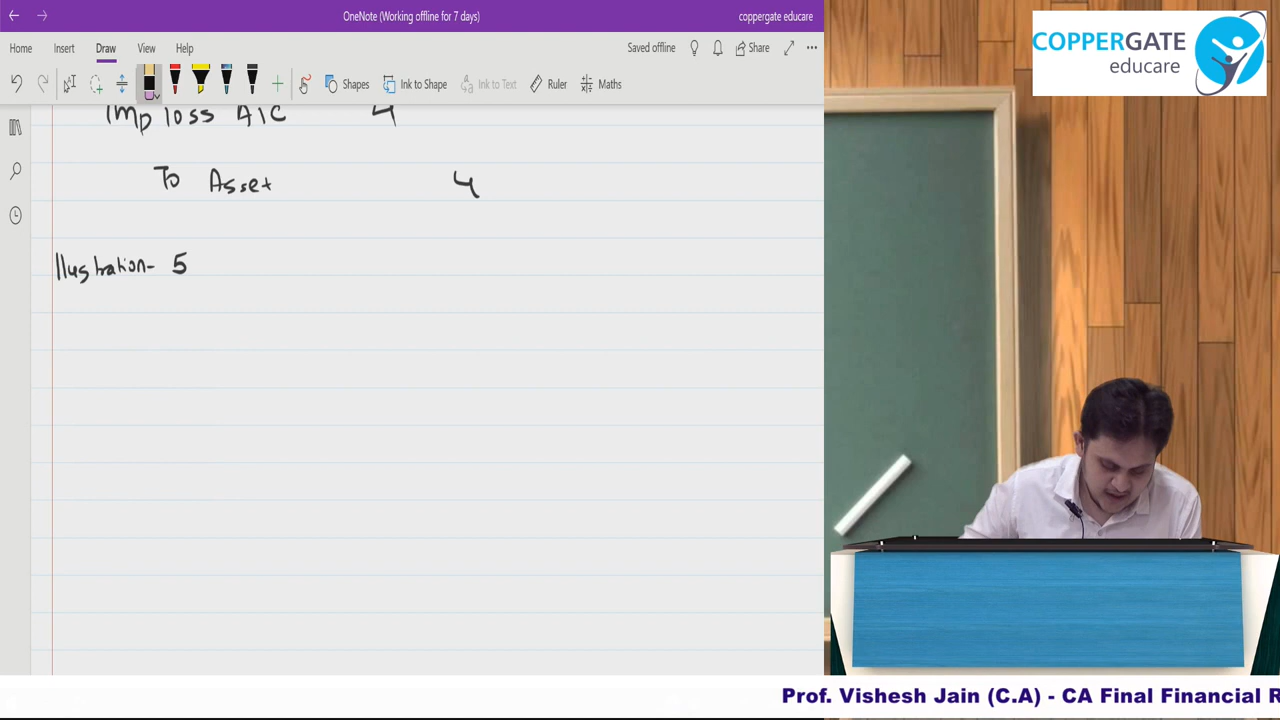 OneNote (Working offline for 7 days)
coppergate educare
Home Insert Draw View Help
Saved offline Share
Shapes Ink to Shape Ink to Text Ruler Maths
Imp loss A/C 4
To Asset 4
Illustration- 5
COPPERGATE
educare
Prof. Vishesh Jain (C.A) - CA Final Financial R